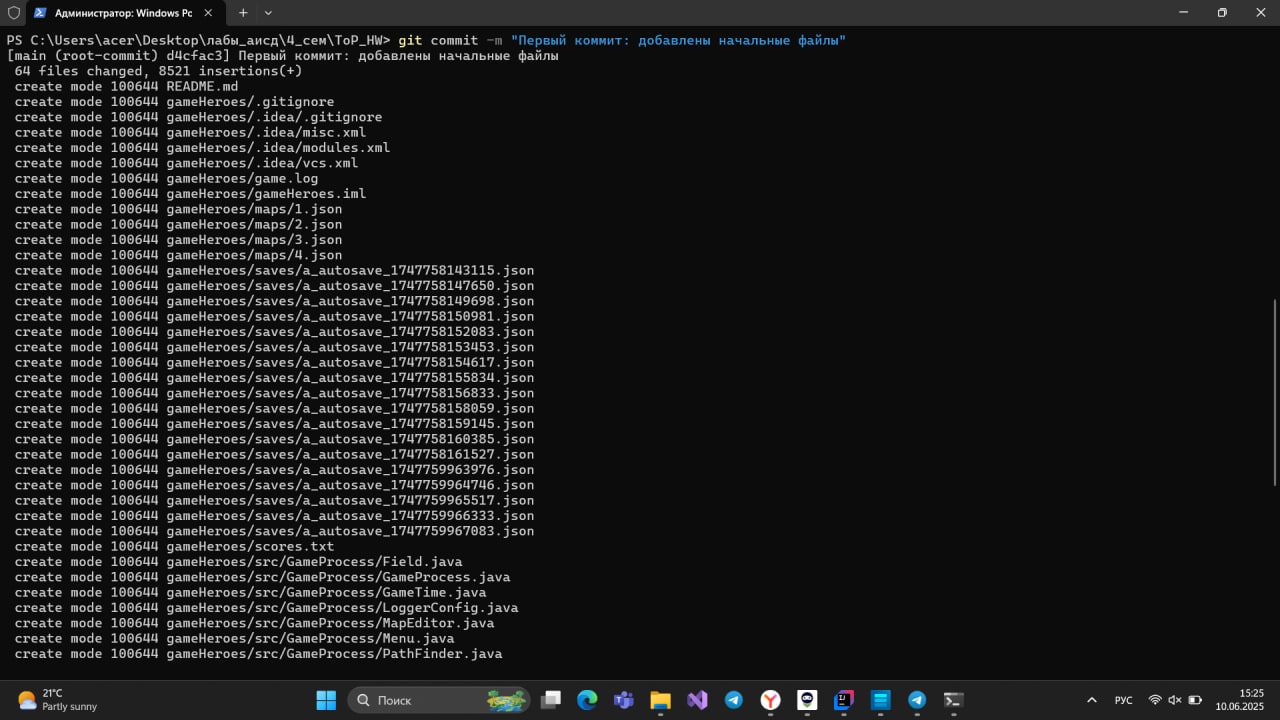 Администратор: Windows Pc
PS C:\Users\acer\Desktop\лабы_аисд\4_сем\ToP_HW> git commit -m "Первый коммит: добавлены начальные файлы"
[main (root-commit) d4cfac3] Первый коммит: добавлены начальные файлы
 64 files changed, 8521 insertions(+)
 create mode 100644 README.md
 create mode 100644 gameHeroes/.gitignore
 create mode 100644 gameHeroes/.idea/.gitignore
 create mode 100644 gameHeroes/.idea/misc.xml
 create mode 100644 gameHeroes/.idea/modules.xml
 create mode 100644 gameHeroes/.idea/vcs.xml
 create mode 100644 gameHeroes/game.log
 create mode 100644 gameHeroes/gameHeroes.iml
 create mode 100644 gameHeroes/maps/1.json
 create mode 100644 gameHeroes/maps/2.json
 create mode 100644 gameHeroes/maps/3.json
 create mode 100644 gameHeroes/maps/4.json
 create mode 100644 gameHeroes/saves/a_autosave_1747758143115.json
 create mode 100644 gameHeroes/saves/a_autosave_1747758147650.json
 create mode 100644 gameHeroes/saves/a_autosave_1747758149698.json
 create mode 100644 gameHeroes/saves/a_autosave_1747758150981.json
 create mode 100644 gameHeroes/saves/a_autosave_1747758152083.json
 create mode 100644 gameHeroes/saves/a_autosave_1747758153453.json
 create mode 100644 gameHeroes/saves/a_autosave_1747758154617.json
 create mode 100644 gameHeroes/saves/a_autosave_1747758155834.json
 create mode 100644 gameHeroes/saves/a_autosave_1747758156833.json
 create mode 100644 gameHeroes/saves/a_autosave_1747758158059.json
 create mode 100644 gameHeroes/saves/a_autosave_1747758159145.json
 create mode 100644 gameHeroes/saves/a_autosave_1747758160385.json
 create mode 100644 gameHeroes/saves/a_autosave_1747758161527.json
 create mode 100644 gameHeroes/saves/a_autosave_1747759963976.json
 create mode 100644 gameHeroes/saves/a_autosave_1747759964746.json
 create mode 100644 gameHeroes/saves/a_autosave_1747759965517.json
 create mode 100644 gameHeroes/saves/a_autosave_1747759966333.json
 create mode 100644 gameHeroes/saves/a_autosave_1747759967083.json
 create mode 100644 gameHeroes/scores.txt
 create mode 100644 gameHeroes/src/GameProcess/Field.java
 create mode 100644 gameHeroes/src/GameProcess/GameProcess.java
 create mode 100644 gameHeroes/src/GameProcess/GameTime.java
 create mode 100644 gameHeroes/src/GameProcess/LoggerConfig.java
 create mode 100644 gameHeroes/src/GameProcess/MapEditor.java
 create mode 100644 gameHeroes/src/GameProcess/Menu.java
 create mode 100644 gameHeroes/src/GameProcess/PathFinder.java
21°C
Partly sunny
Поиск
РУС
15:25
10.06.2025